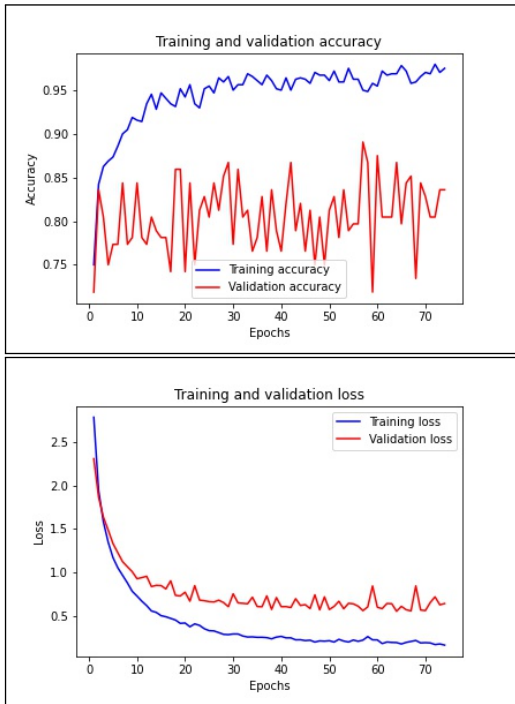 Training and validation accuracy
0.95
0.90
0.85
0.80
0.75
Accuracy
Training accuracy
Validation accuracy
0 10 20 30 40 50 60 70
Epochs
Training and validation loss
2.5
2.0
1.5
1.0
0.5
Loss
Training loss
Validation loss
0 10 20 30 40 50 60 70
Epochs